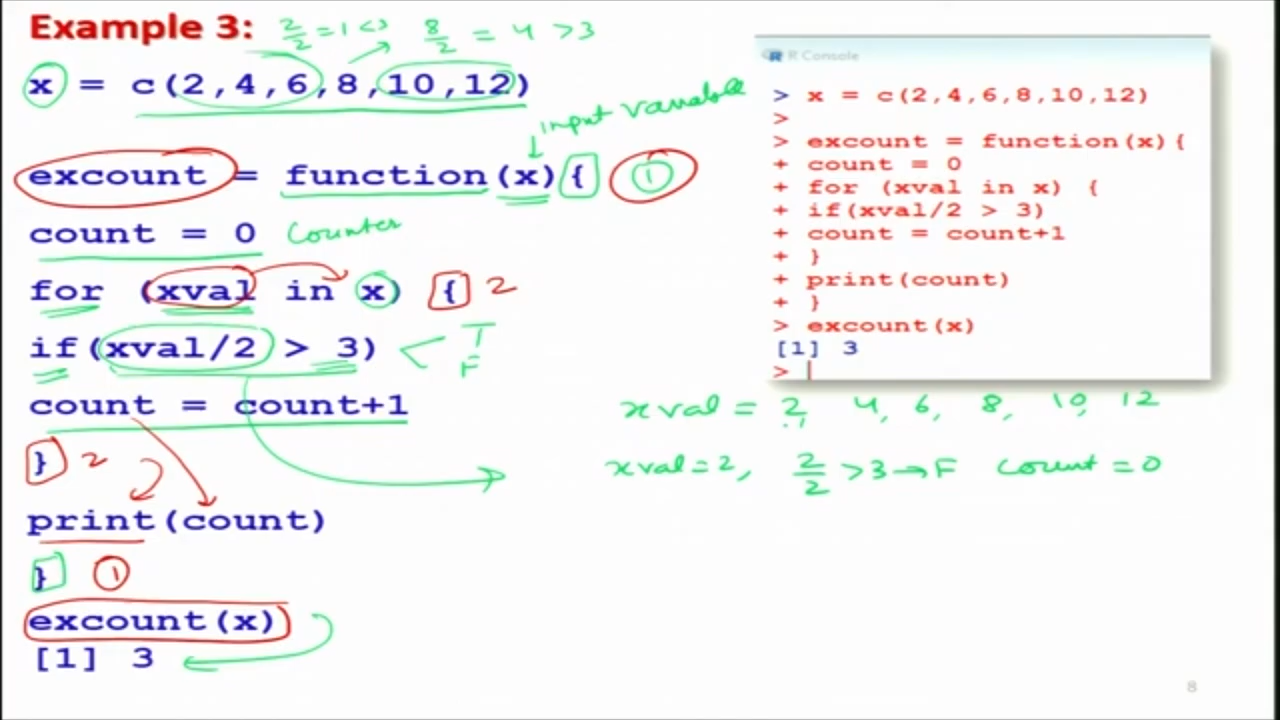 Example 3: 2/2 = 1 <3 8/2 = 4 >3
x = c(2,4,6,8,10,12)
input variable
excount = function(x){ 1
count = 0 Counter
for (xval in x) { 2
if(xval/2 > 3) T
F
count = count+1
} 2
print(count)
} 1
excount(x)
[1] 3
R Console
> x = c(2,4,6,8,10,12)
>
> excount = function(x){
+ count = 0
+ for (xval in x) {
+ if(xval/2 > 3)
+ count = count+1
+ }
+ print(count)
+ }
> excount(x)
[1] 3
>
xval = 2, 4, 6, 8, 10, 12
xval=2, 2/2 >3 → F count = 0
8